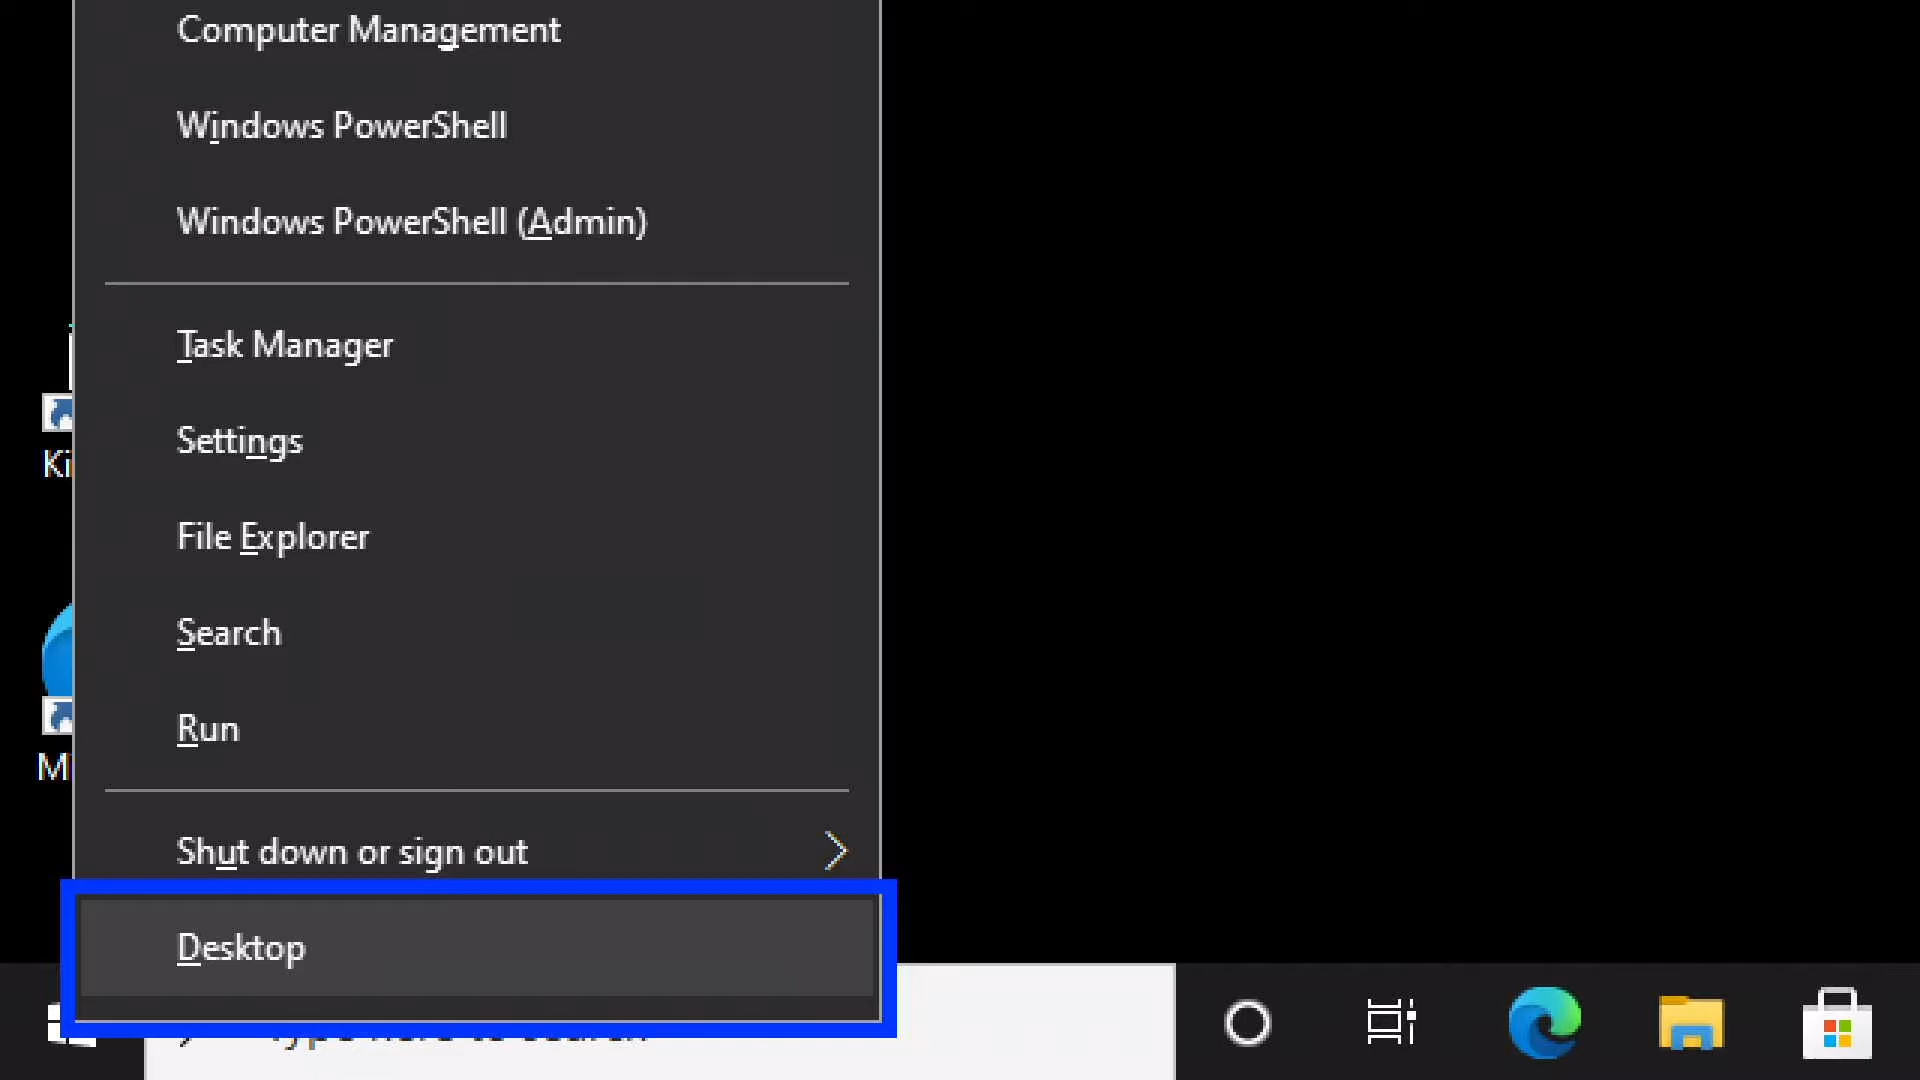 Computer Management
Windows PowerShell
Windows PowerShell (Admin)
Task Manager
Settings
File Explorer
Search
Run
Shut down or sign out
Desktop